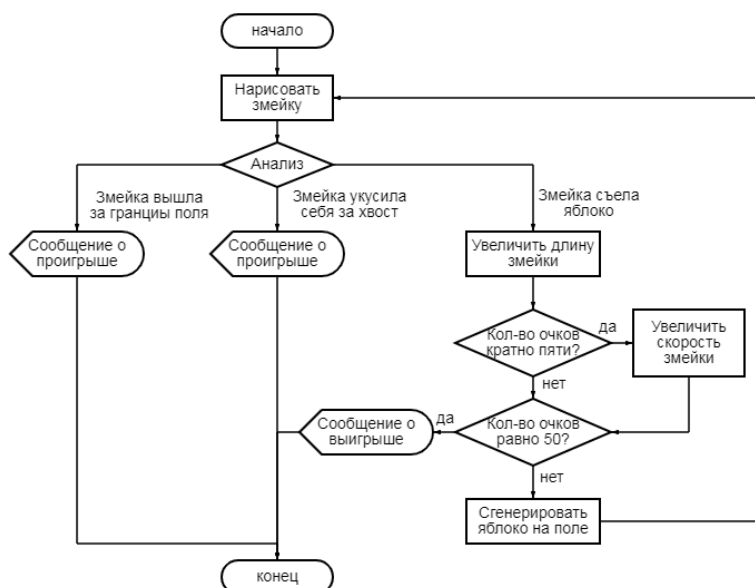 начало
Нарисовать
змейку
Анализ
Змейка вышла
за гранциы поля
Змейка укусила
себя за хвост
Змейка съела
яблоко
Сообщение о
проигрыше
Сообщение о
проигрыше
Увеличить длину
змейки
Кол-во очков
кратно пяти?
да
Увеличить
скорость
змейки
нет
Сообщение о
выигрыше
да
Кол-во очков
равно 50?
нет
Сгенерировать
яблоко на поле
конец